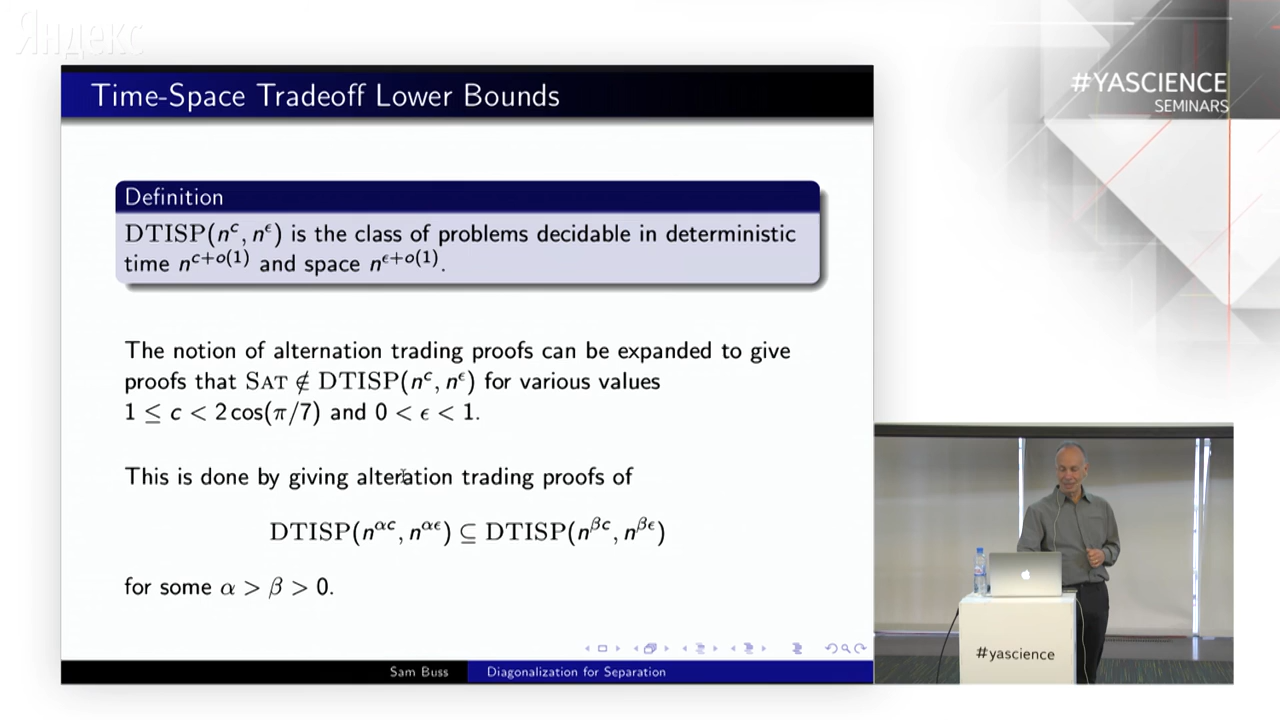 Яндекс
#YASCIENCE
SEMINARS
Time-Space Tradeoff Lower Bounds
Definition
DTISP(n^c, n^ϵ) is the class of problems decidable in deterministic
time n^{c+o(1)} and space n^{ϵ+o(1)}.
The notion of alternation trading proofs can be expanded to give
proofs that SAT ∉ DTISP(n^c, n^ϵ) for various values
1 ≤ c < 2 cos(π/7) and 0 < ϵ < 1.
This is done by giving alteration trading proofs of
DTISP(n^{αc}, n^{αϵ}) ⊆ DTISP(n^{βc}, n^{βϵ})
for some α > β > 0.
Sam Buss
Diagonalization for Separation
#yascience